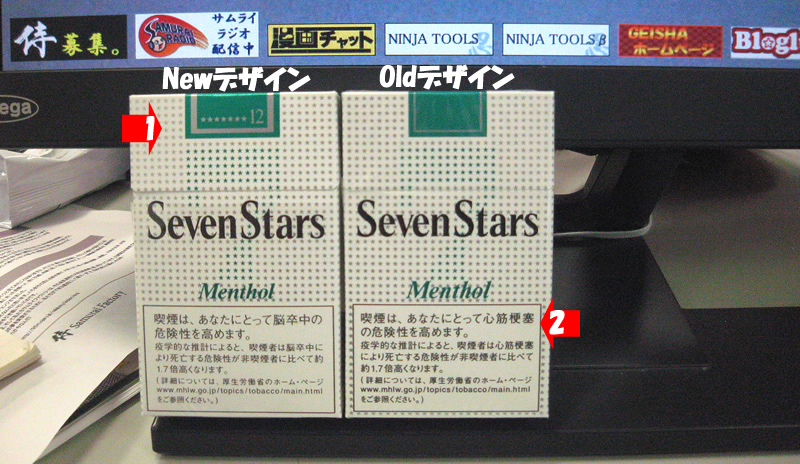 侍募集。
サムライ
ラジオ
配信中
SAMURAI
RADIO
漫画チャット
NINJA TOOLS
NINJA TOOLS β
GEISHA
ホームページ
Newデザイン
Oldデザイン
ega
1
★★★★★★★ 12
SevenStars
Menthol
喫煙は、あなたにとって脳卒中の
危険性を高めます。
疫学的な推計によると、喫煙者は脳卒中に
より死亡する危険性が非喫煙者に比べて約
1.7倍高くなります。
(詳細については、厚生労働省のホーム・ページ
www.mhlw.go.jp/topics/tobacco/main.html
をご参照ください。)
SevenStars
Menthol
2
喫煙は、あなたにとって心筋梗塞
の危険性を高めます。
疫学的な推計によると、喫煙者は心筋梗塞
により死亡する危険性が非喫煙者に比べて
約1.7倍高くなります。
(詳細については、厚生労働省のホーム・ページ
www.mhlw.go.jp/topics/tobacco/main.html
をご参照ください。)
侍 Samurai Factory